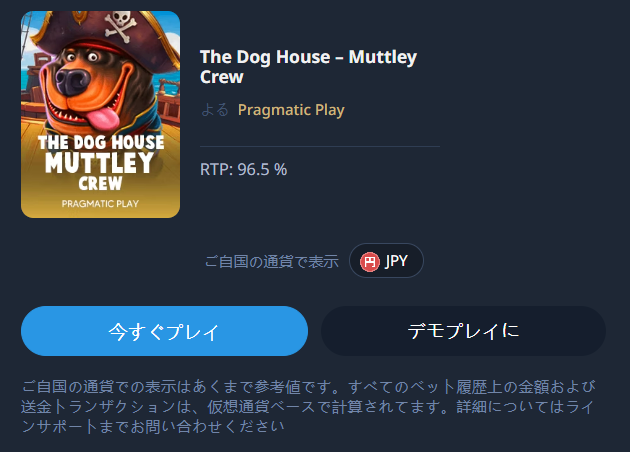 THE DOG HOUSE
MUTTLEY
CREW
PRAGMATIC PLAY
The Dog House – Muttley
Crew
よる Pragmatic Play
RTP: 96.5 %
ご自国の通貨で表示 円 JPY
今すぐプレイ
デモプレイに
ご自国の通貨での表示はあくまで参考値です。すべてのベット履歴上の金額および
送金トランザクションは、仮想通貨ベースで計算されてます。詳細についてはライ
ンサポートまでお問い合わせください